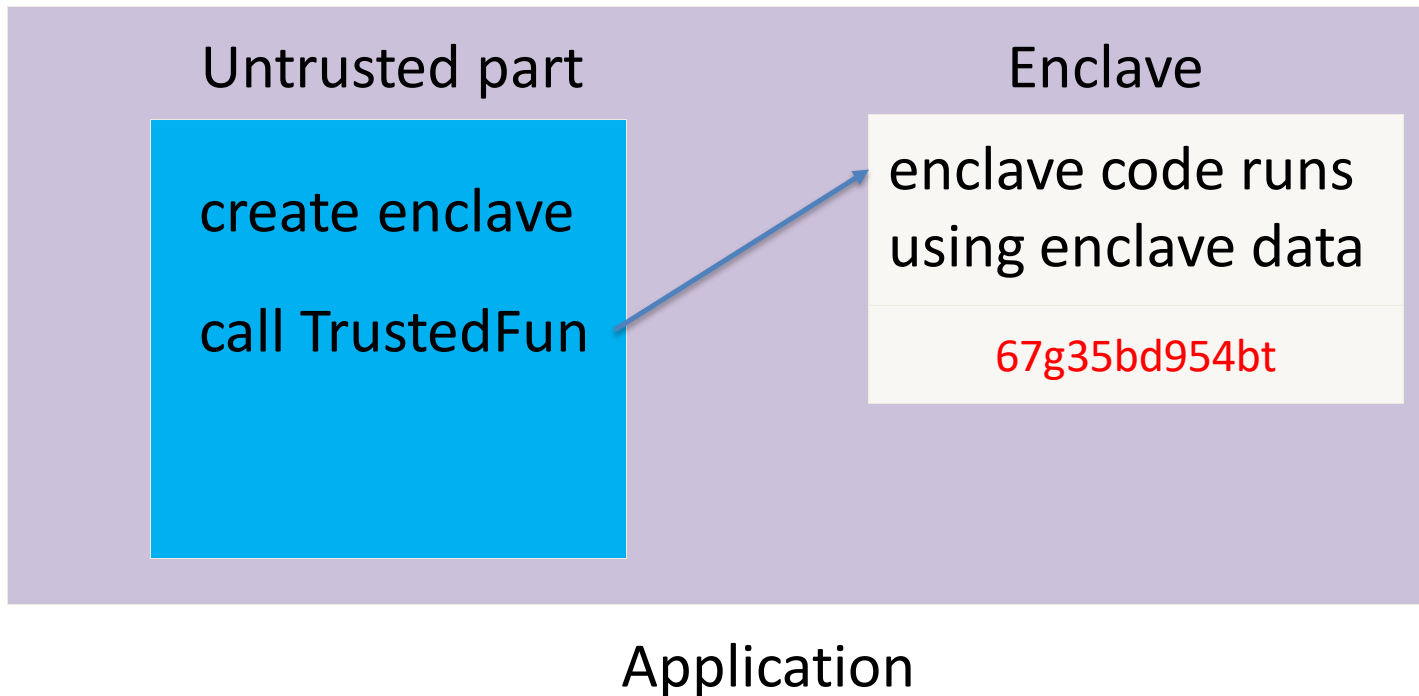 Untrusted part
Enclave
create enclave
call TrustedFun
enclave code runs
using enclave data
67g35bd954bt
Application